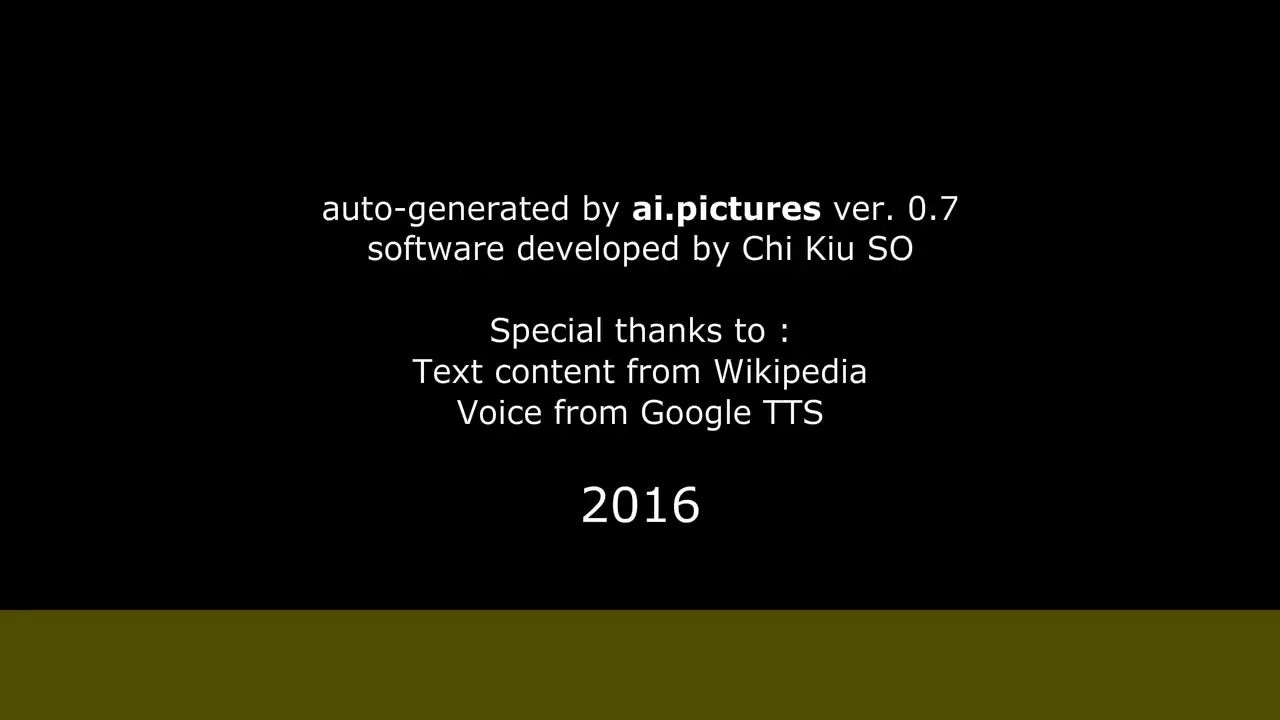 auto-generated by ai.pictures ver. 0.7
software developed by Chi Kiu SO
Special thanks to :
Text content from Wikipedia
Voice from Google TTS
2016